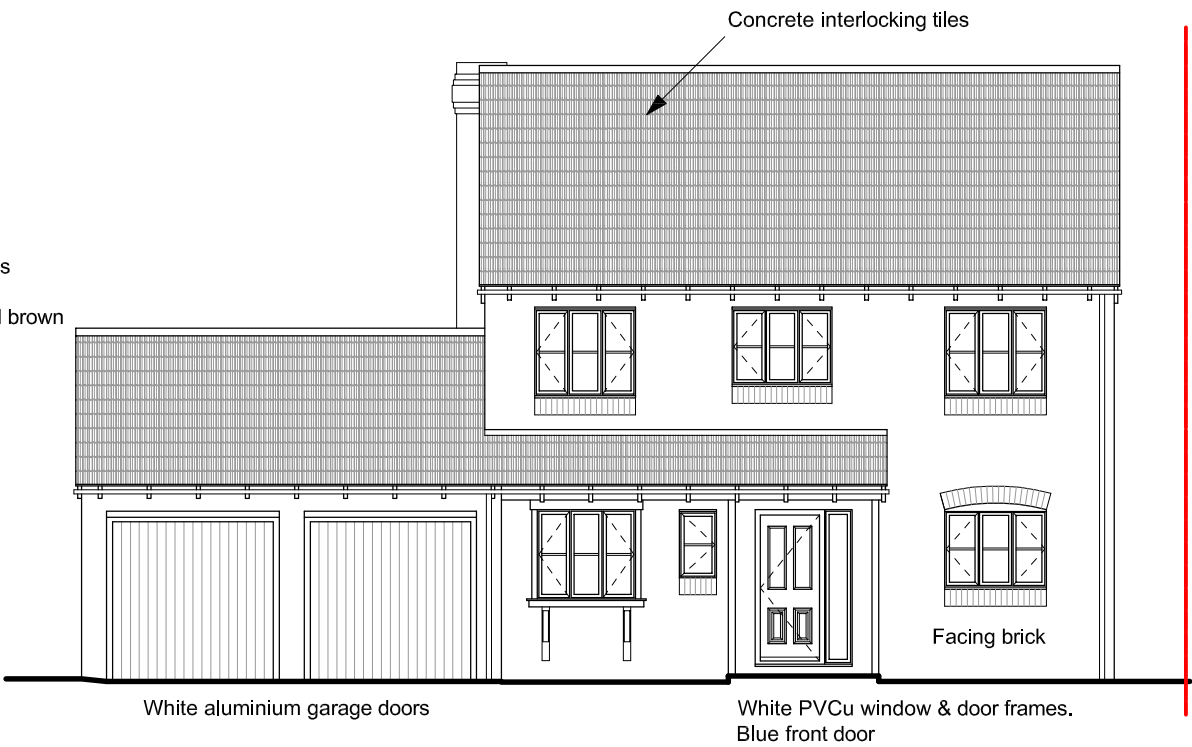 Concrete interlocking tiles
s
brown
Facing brick
White aluminium garage doors
White PVCu window & door frames.
Blue front door